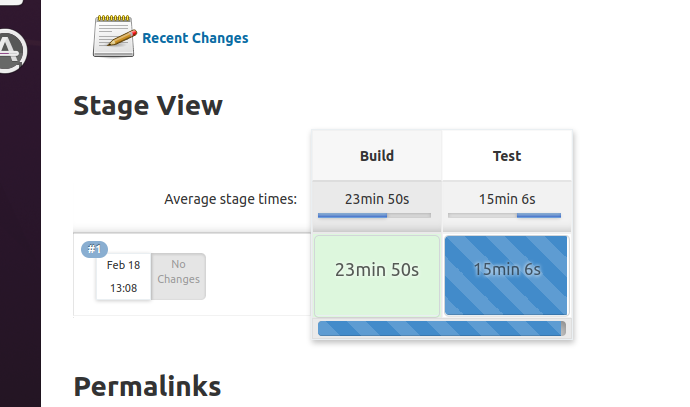 Recent Changes
Stage View
Build
Test
Average stage times:
23min 50s
15min 6s
#1
Feb 18
13:08
No
Changes
23min 50s
15min 6s
Permalinks